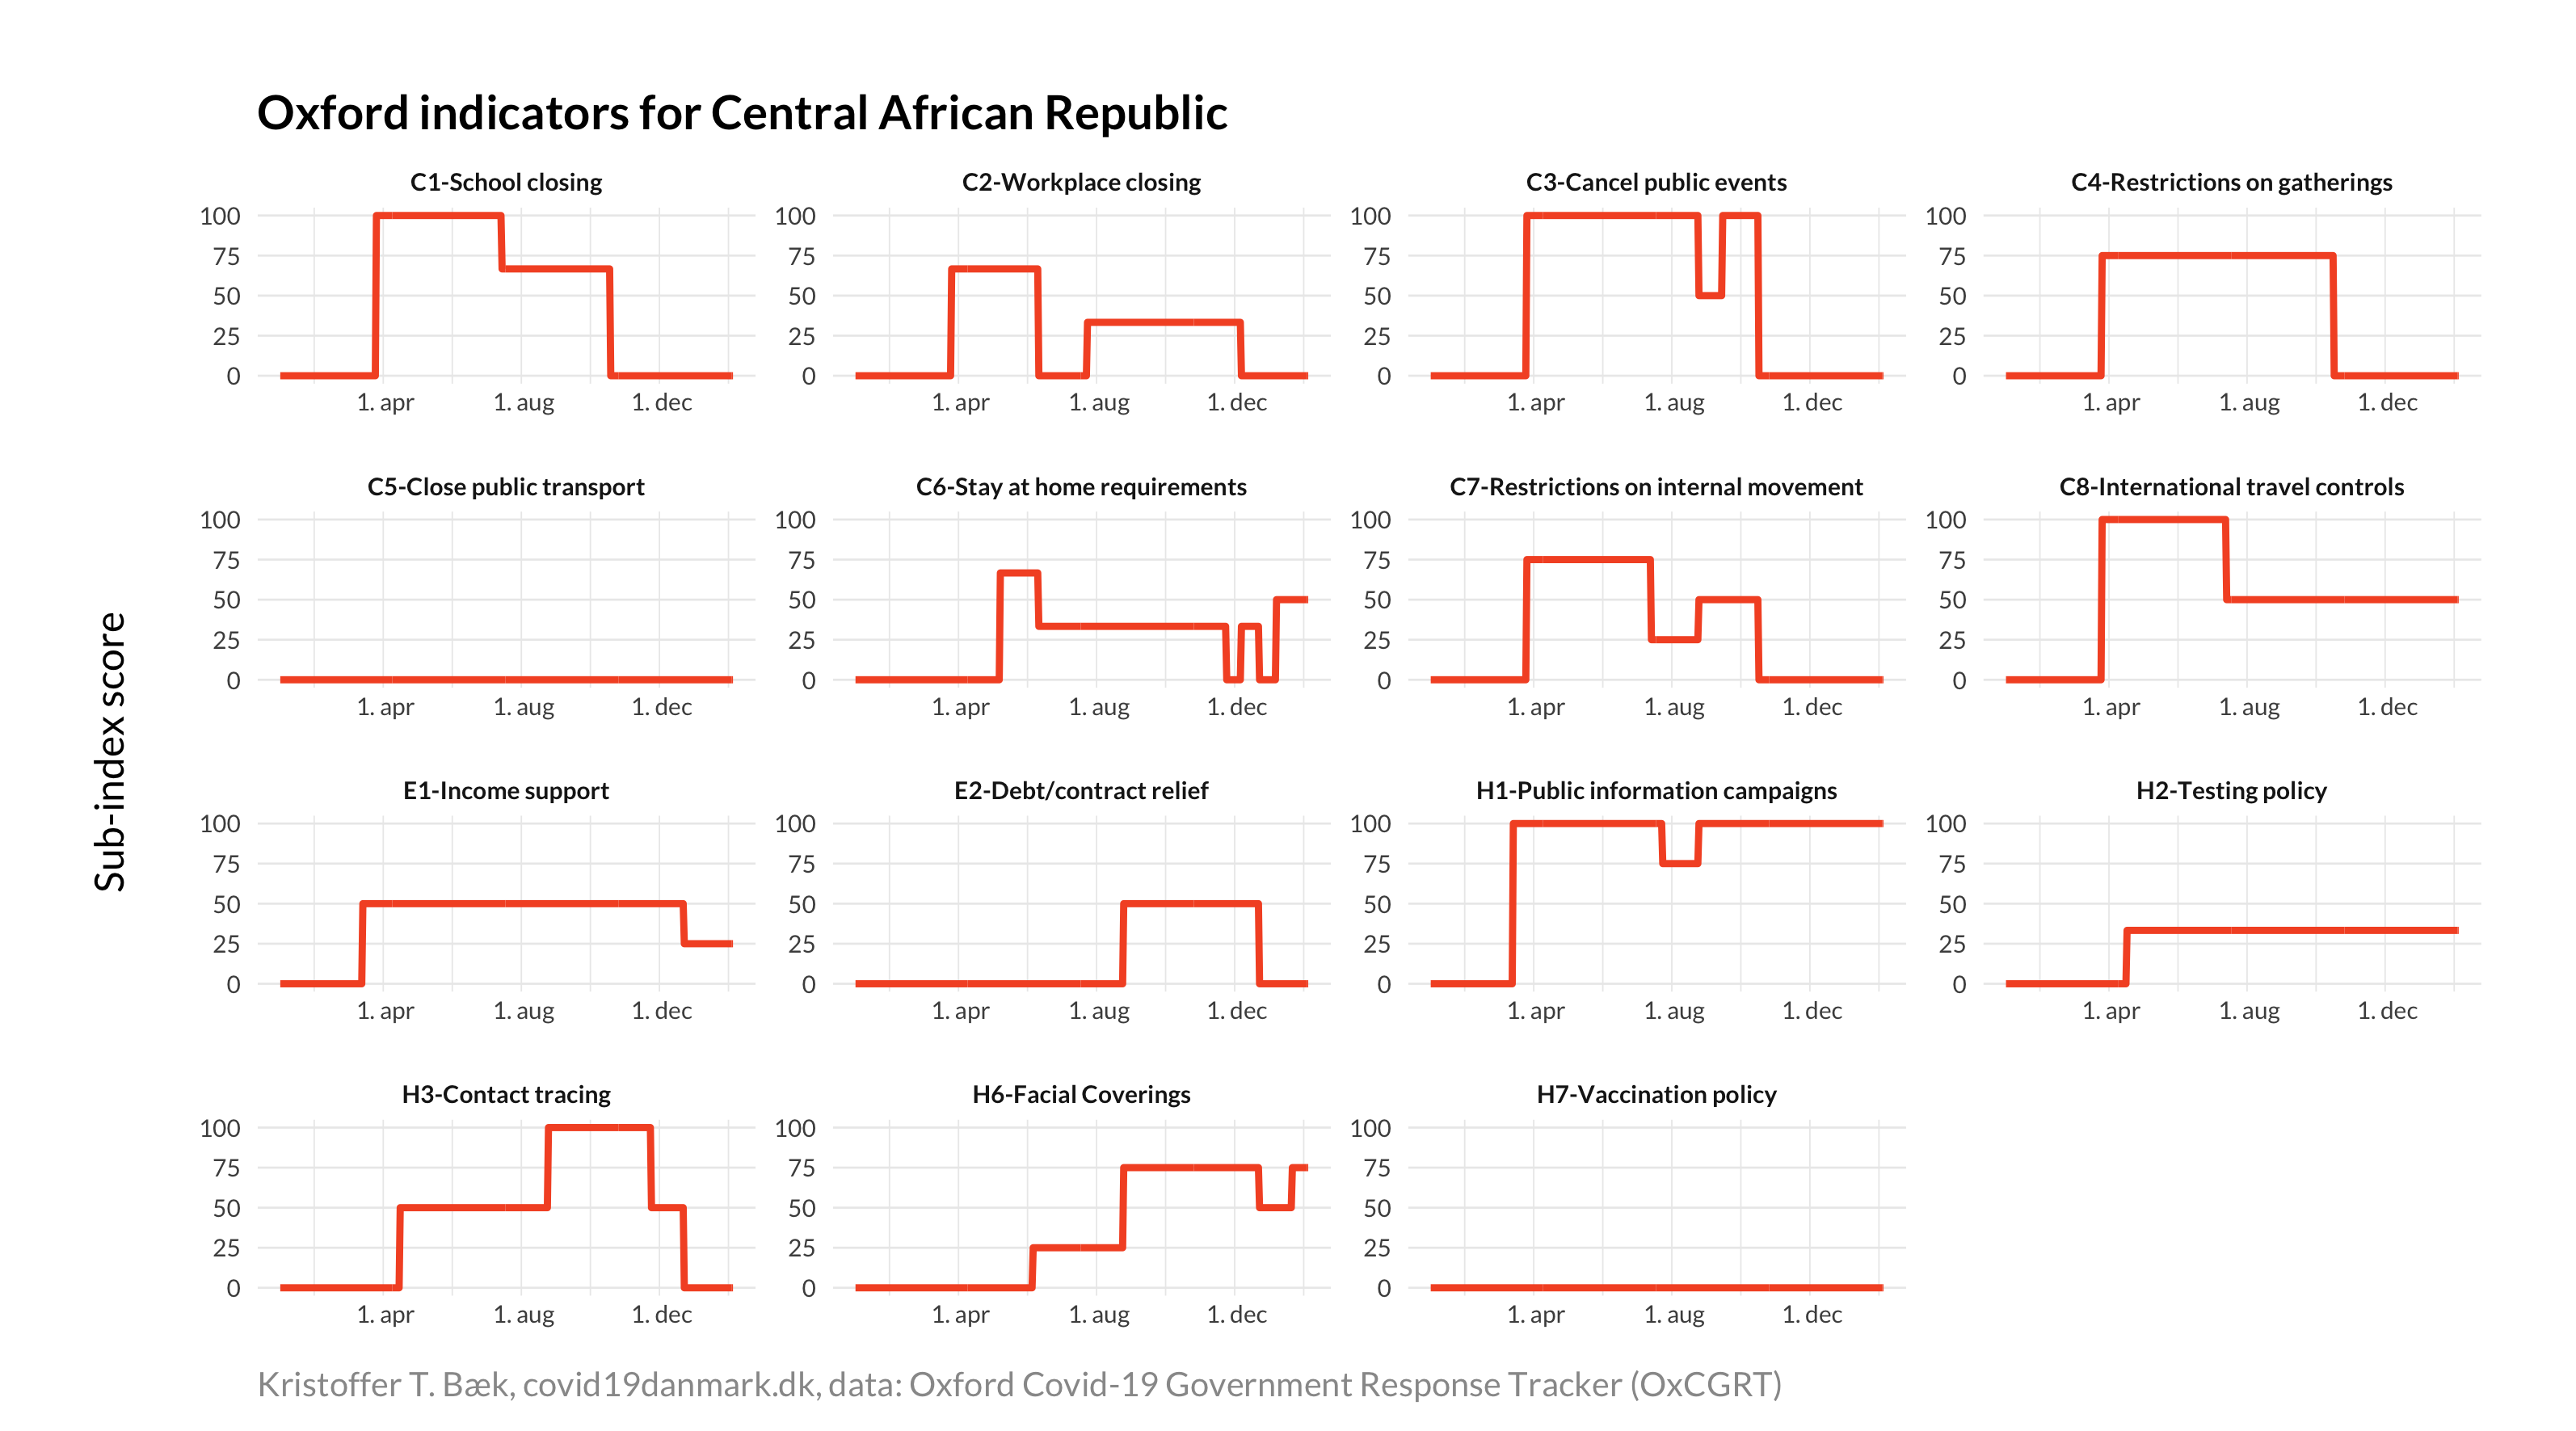 Oxford indicators for Central African Republic
C1-School closing
C2-Workplace closing
C3-Cancel public events
C4-Restrictions on gatherings
100 100 100 100
75 75 75 75
50 50 50 50
25 25 25 25
0 0 0 0
1. apr 1. aug 1. dec 1. apr 1. aug 1. dec 1. apr 1. aug 1. dec 1. apr 1. aug 1. dec
C5-Close public transport
C6-Stay at home requirements
C7-Restrictions on internal movement
C8-International travel controls
100 100 100 100
75 75 75 75
50 50 50 50
25 25 25 25
0 0 0 0
1. apr 1. aug 1. dec 1. apr 1. aug 1. dec 1. apr 1. aug 1. dec 1. apr 1. aug 1. dec
Sub-index score
E1-Income support
E2-Debt/contract relief
H1-Public information campaigns
H2-Testing policy
100 100 100 100
75 75 75 75
50 50 50 50
25 25 25 25
0 0 0 0
1. apr 1. aug 1. dec 1. apr 1. aug 1. dec 1. apr 1. aug 1. dec 1. apr 1. aug 1. dec
H3-Contact tracing
H6-Facial Coverings
H7-Vaccination policy
100 100 100
75 75 75
50 50 50
25 25 25
0 0 0
1. apr 1. aug 1. dec 1. apr 1. aug 1. dec 1. apr 1. aug 1. dec
Kristoffer T. Bæk, covid19danmark.dk, data: Oxford Covid-19 Government Response Tracker (OxCGRT)